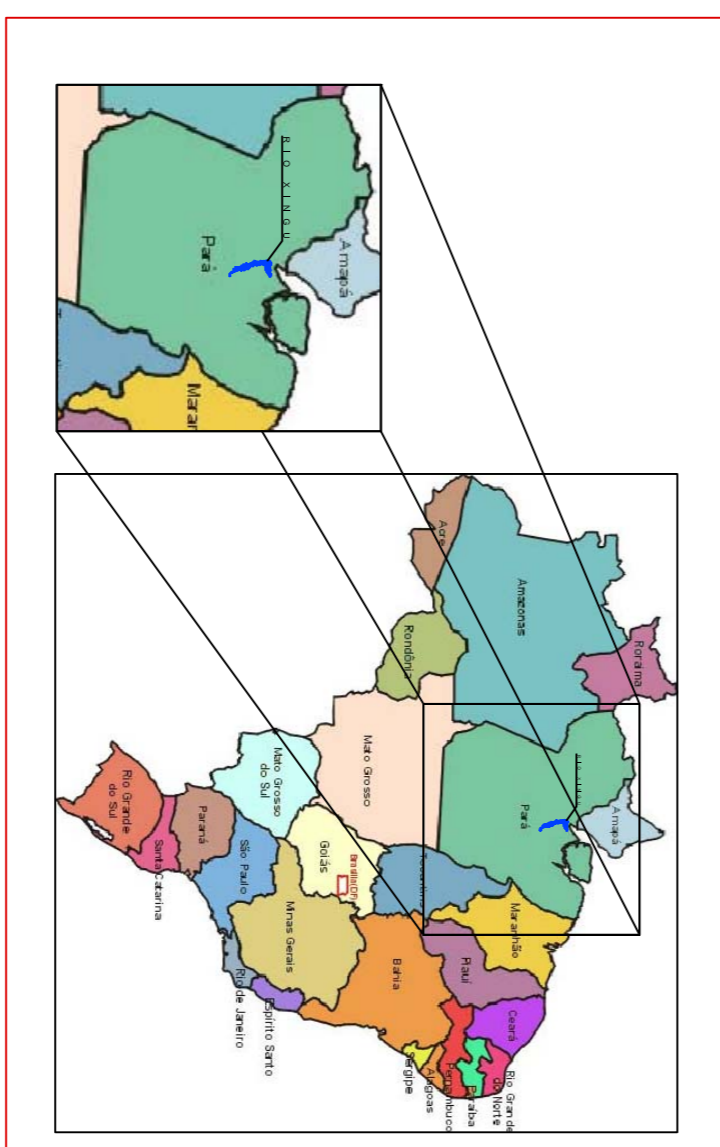 RIO XINGU
Pará
Amapá
Maran
Roraima
Amapá
Amazonas
Pará
Acre
Rondônia
Mato Grosso
Tocantins
Maranhão
Piauí
Ceará
Rio Grande
do Norte
Paraíba
Pernambuco
Alagoas
Sergipe
Bahia
Brasília(DF)
Goiás
Mato Grosso
do Sul
Minas Gerais
Espírito Santo
Rio de Janeiro
São Paulo
Paraná
Santa Catarina
Rio Grande
do Sul